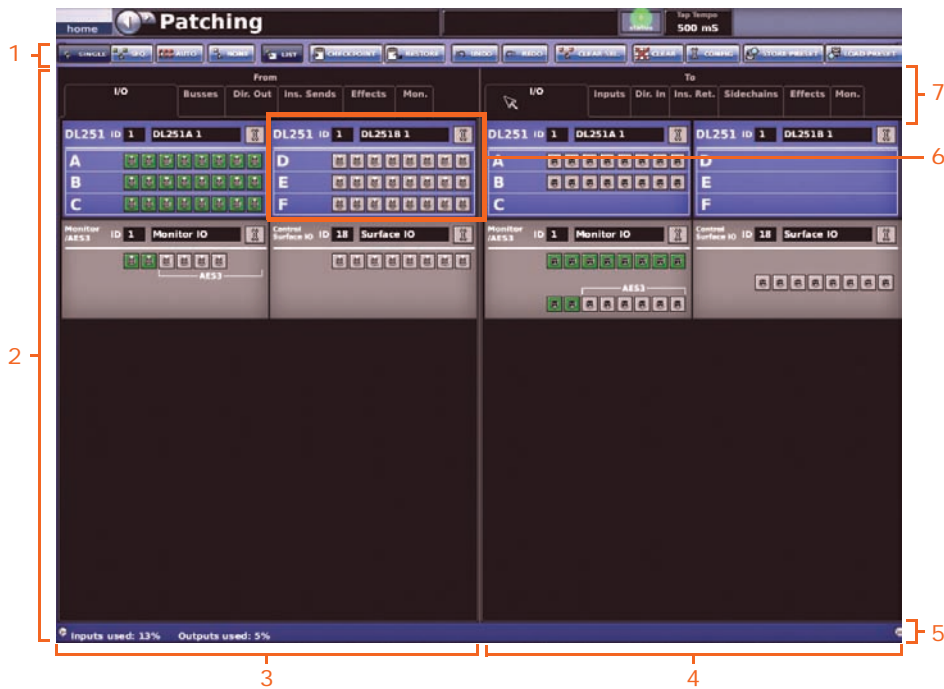 home Patching status Tap Tempo 500 mS
1 SINGLE SEQ AUTO NONE LIST CHECKPOINT RESTORE UNDO REDO CLEAR SEL CLEAR CONFIG STORE PRESET LOAD PRESET
From To
I/O Busses Dir. Out Ins. Sends Effects Mon. I/O Inputs Dir. In Ins. Ret. Sidechains Effects Mon. 7
DL251 ID 1 DL251A 1 DL251 ID 1 DL251B 1 DL251 ID 1 DL251A 1 DL251 ID 1 DL251B 1
A D A D 6
B E B E
C F C F
Monitor /AES3 ID 1 Monitor IO Control Surface IO ID 18 Surface IO Monitor /AES3 ID 1 Monitor IO Control Surface IO ID 18 Surface IO
AES3 AES3
2
Inputs used: 13% Outputs used: 5% 5
3 4